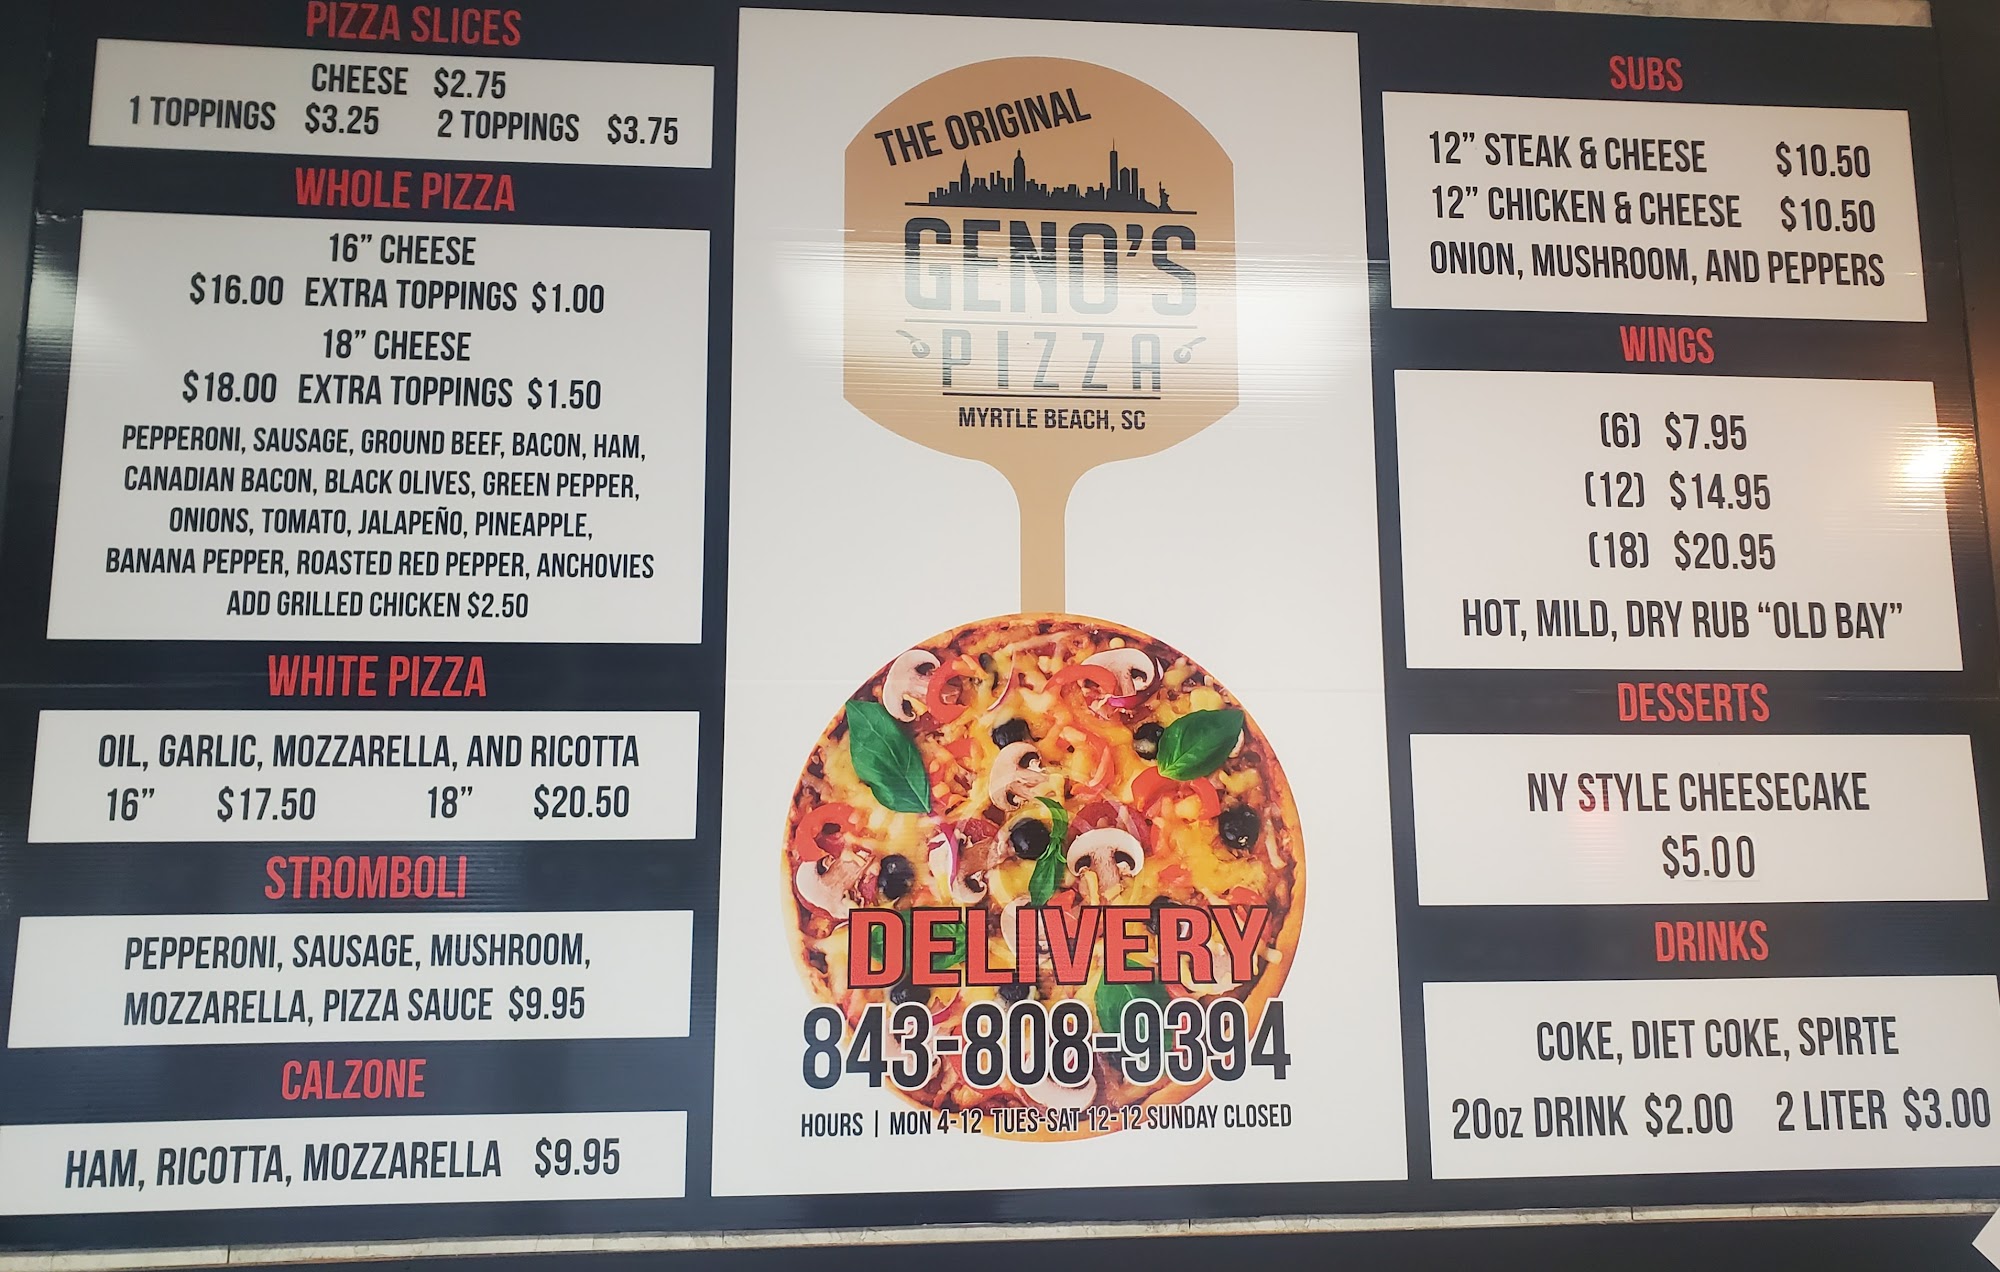 PIZZA SLICES
CHEESE $2.75
1 TOPPINGS $3.25 2 TOPPINGS $3.75
WHOLE PIZZA
16” CHEESE
$16.00 EXTRA TOPPINGS $1.00
18” CHEESE
$18.00 EXTRA TOPPINGS $1.50
PEPPERONI, SAUSAGE, GROUND BEEF, BACON, HAM,
CANADIAN BACON, BLACK OLIVES, GREEN PEPPER,
ONIONS, TOMATO, JALAPEÑO, PINEAPPLE,
BANANA PEPPER, ROASTED RED PEPPER, ANCHOVIES
ADD GRILLED CHICKEN $2.50
WHITE PIZZA
OIL, GARLIC, MOZZARELLA, AND RICOTTA
16” $17.50 18” $20.50
STROMBOLI
PEPPERONI, SAUSAGE, MUSHROOM,
MOZZARELLA, PIZZA SAUCE $9.95
CALZONE
HAM, RICOTTA, MOZZARELLA $9.95
THE ORIGINAL
GENO’S
PIZZA
MYRTLE BEACH, SC
DELIVERY
843-808-9394
HOURS | MON 4-12 TUES-SAT 12-12 SUNDAY CLOSED
SUBS
12” STEAK & CHEESE $10.50
12” CHICKEN & CHEESE $10.50
ONION, MUSHROOM, AND PEPPERS
WINGS
(6) $7.95
(12) $14.95
(18) $20.95
HOT, MILD, DRY RUB “OLD BAY”
DESSERTS
NY STYLE CHEESECAKE
$5.00
DRINKS
COKE, DIET COKE, SPIRTE
20oz DRINK $2.00 2 LITER $3.00